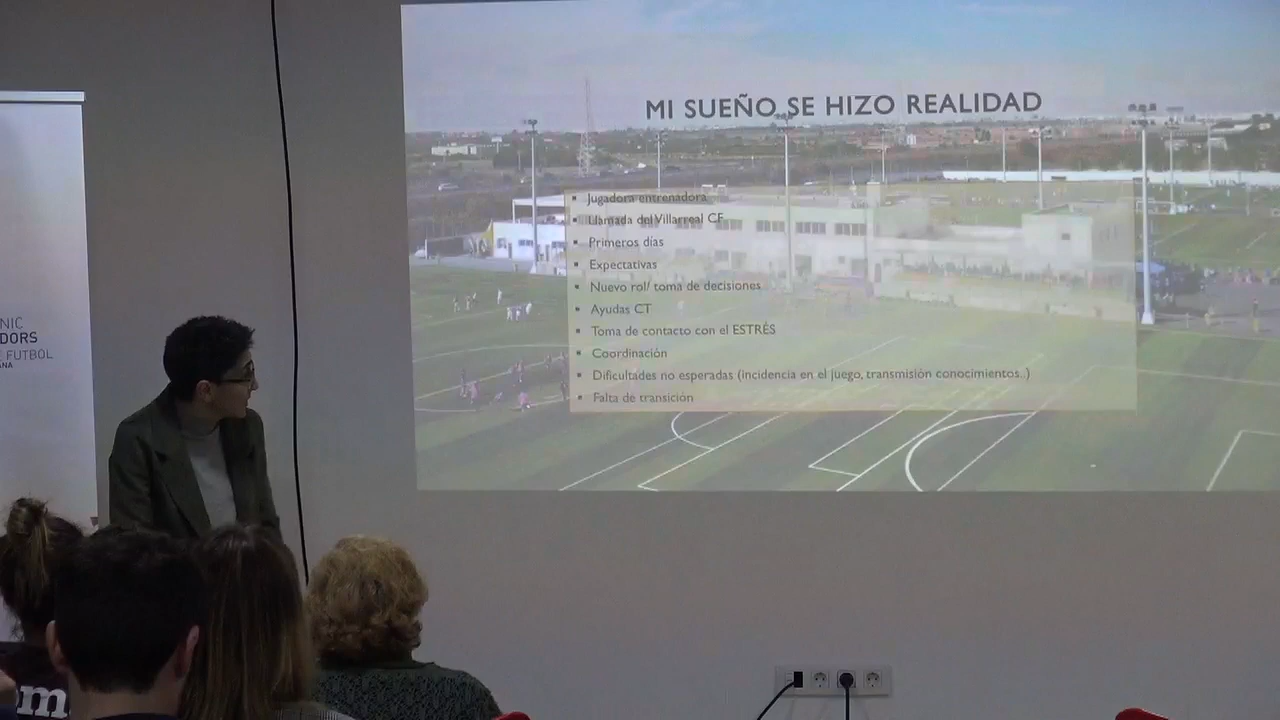 MI SUEÑO SE HIZO REALIDAD
Jugadora entrenadora
Llamada del Villarreal CF
Primeros días
Expectativas
Nuevo rol/ toma de decisiones
Ayudas CT
Toma de contacto con el ESTRÉS
Coordinación
Dificultades no esperadas (incidencia en el juego, transmisión conocimientos..)
Falta de transición
NIC
DORS
E FUTBOL
ANA
om